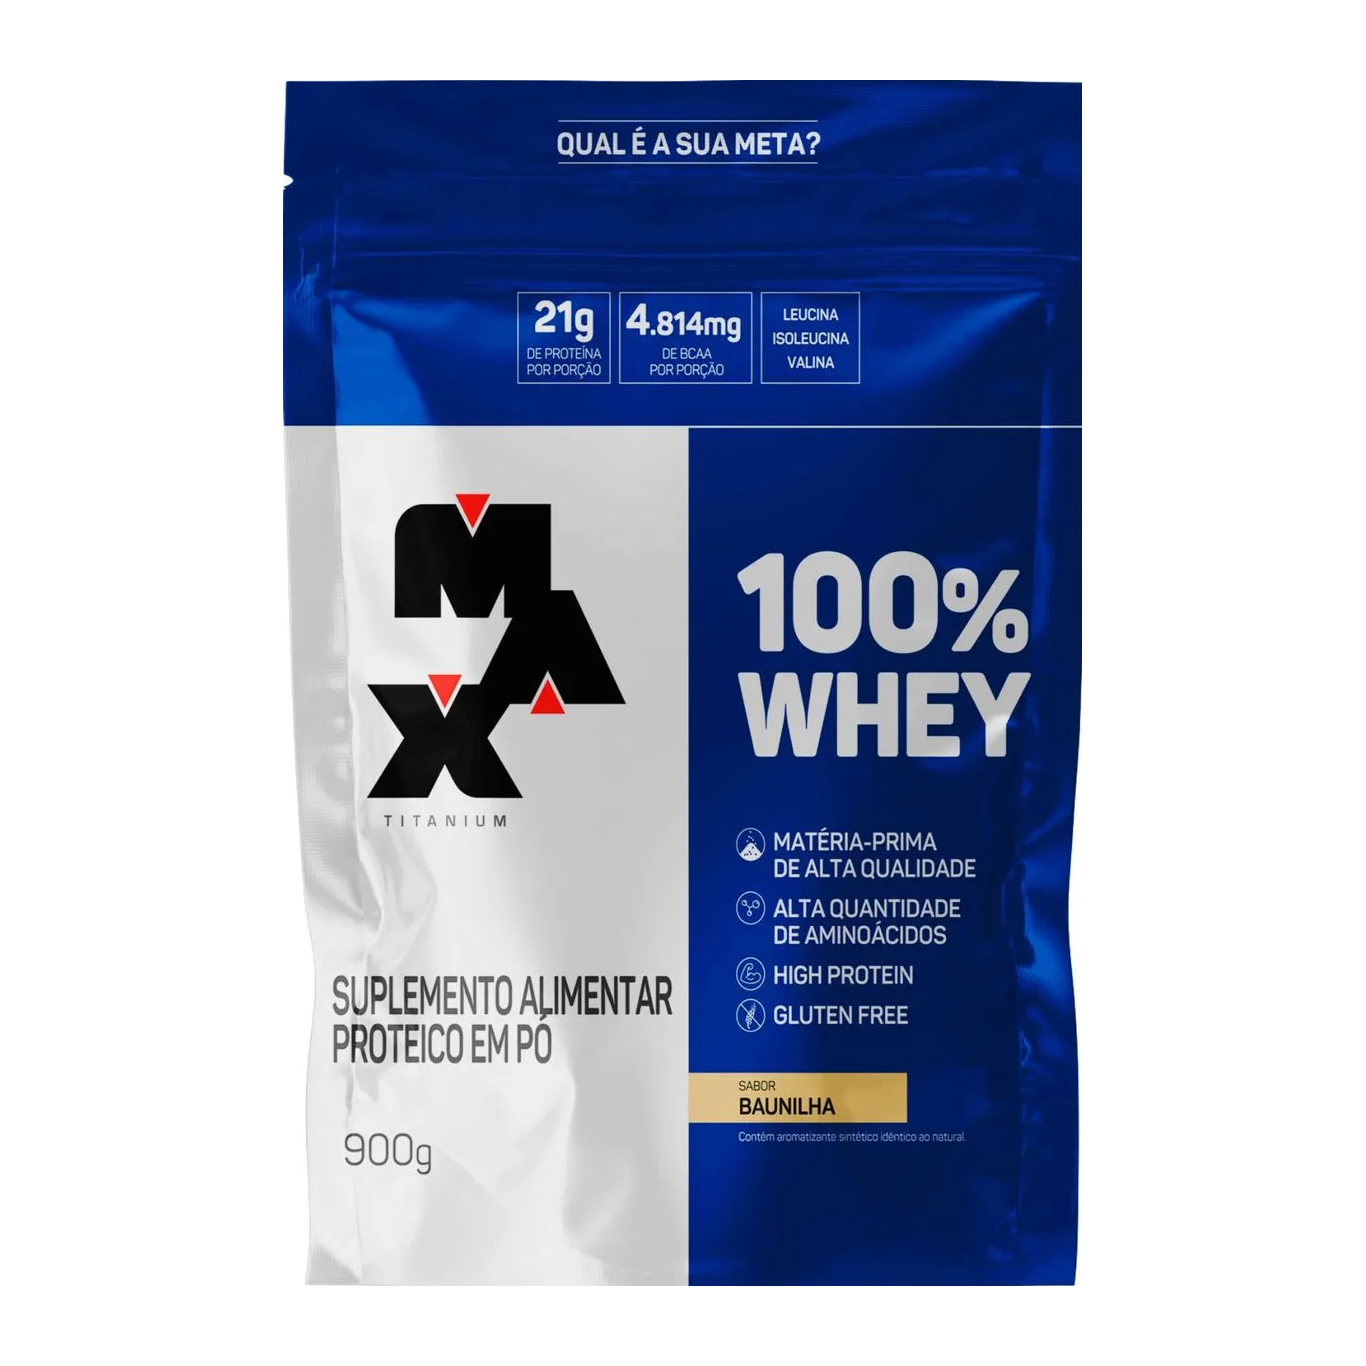 QUAL É A SUA META?
21g
DE PROTEÍNA
POR PORÇÃO
4.814mg
DE BCAA
POR PORÇÃO
LEUCINA
ISOLEUCINA
VALINA
MAX
TITANIUM
100%
WHEY
MATÉRIA-PRIMA
DE ALTA QUALIDADE
ALTA QUANTIDADE
DE AMINOÁCIDOS
HIGH PROTEIN
GLUTEN FREE
SUPLEMENTO ALIMENTAR
PROTEICO EM PÓ
900g
SABOR
BAUNILHA
Contém aromatizante sintético idêntico ao natural.